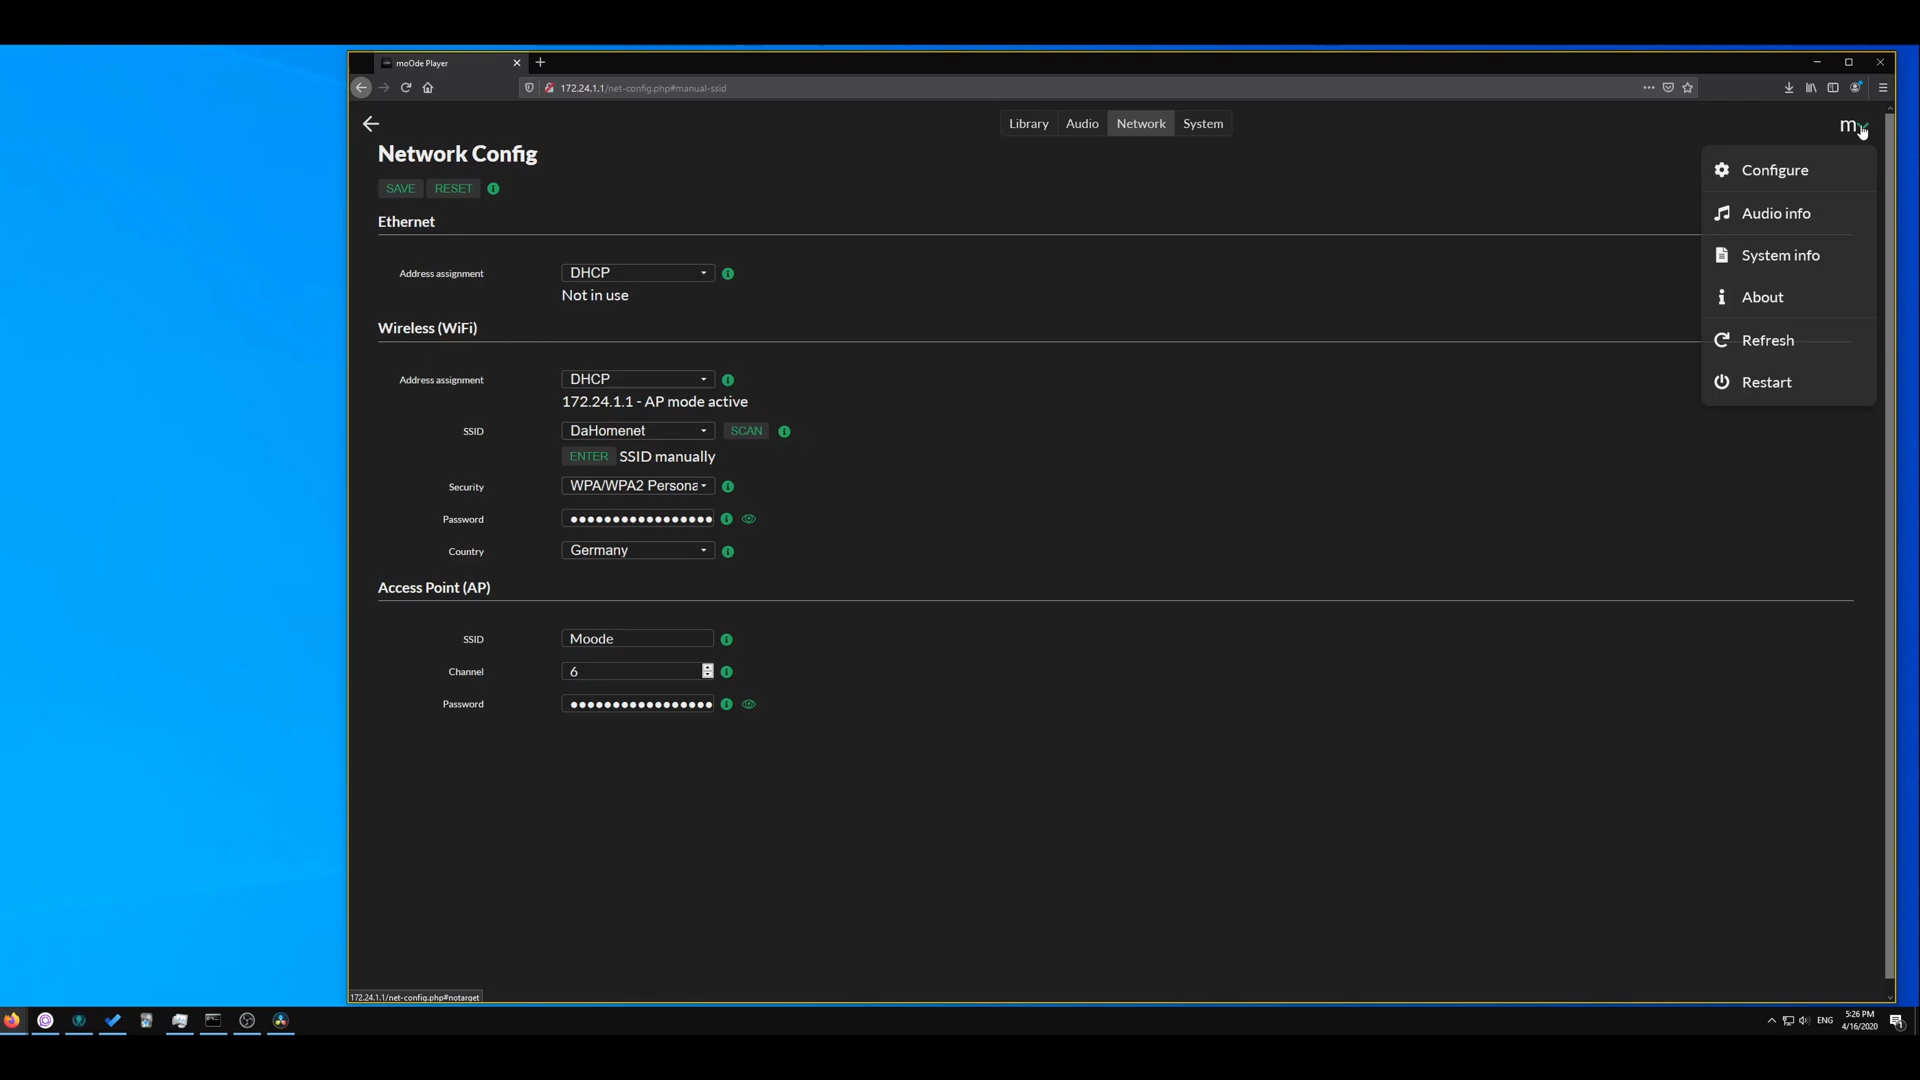 moOde Player
172.24.1.1/net-config.php#manual-ssid
Library Audio Network System
m
Network Config
SAVE RESET
Configure
Audio info
System info
About
Refresh
Restart
Ethernet
Address assignment DHCP
Not in use
Wireless (WiFi)
Address assignment DHCP
172.24.1.1 - AP mode active
SSID DaHomenet SCAN
ENTER SSID manually
Security WPA/WPA2 Persona
Password
Country Germany
Access Point (AP)
SSID Moode
Channel 6
Password
172.24.1.1/net-config.php#notarget
ENG
5:26 PM
4/16/2020
1